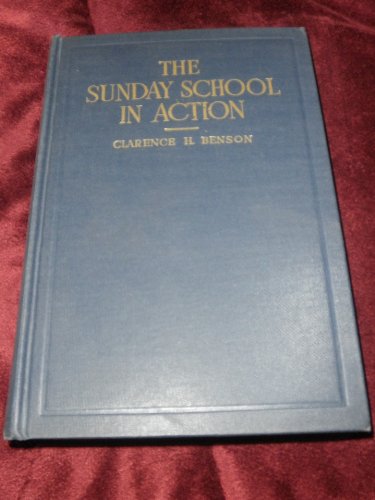 THE
SUNDAY SCHOOL
IN ACTION
CLARENCE H. BENSON